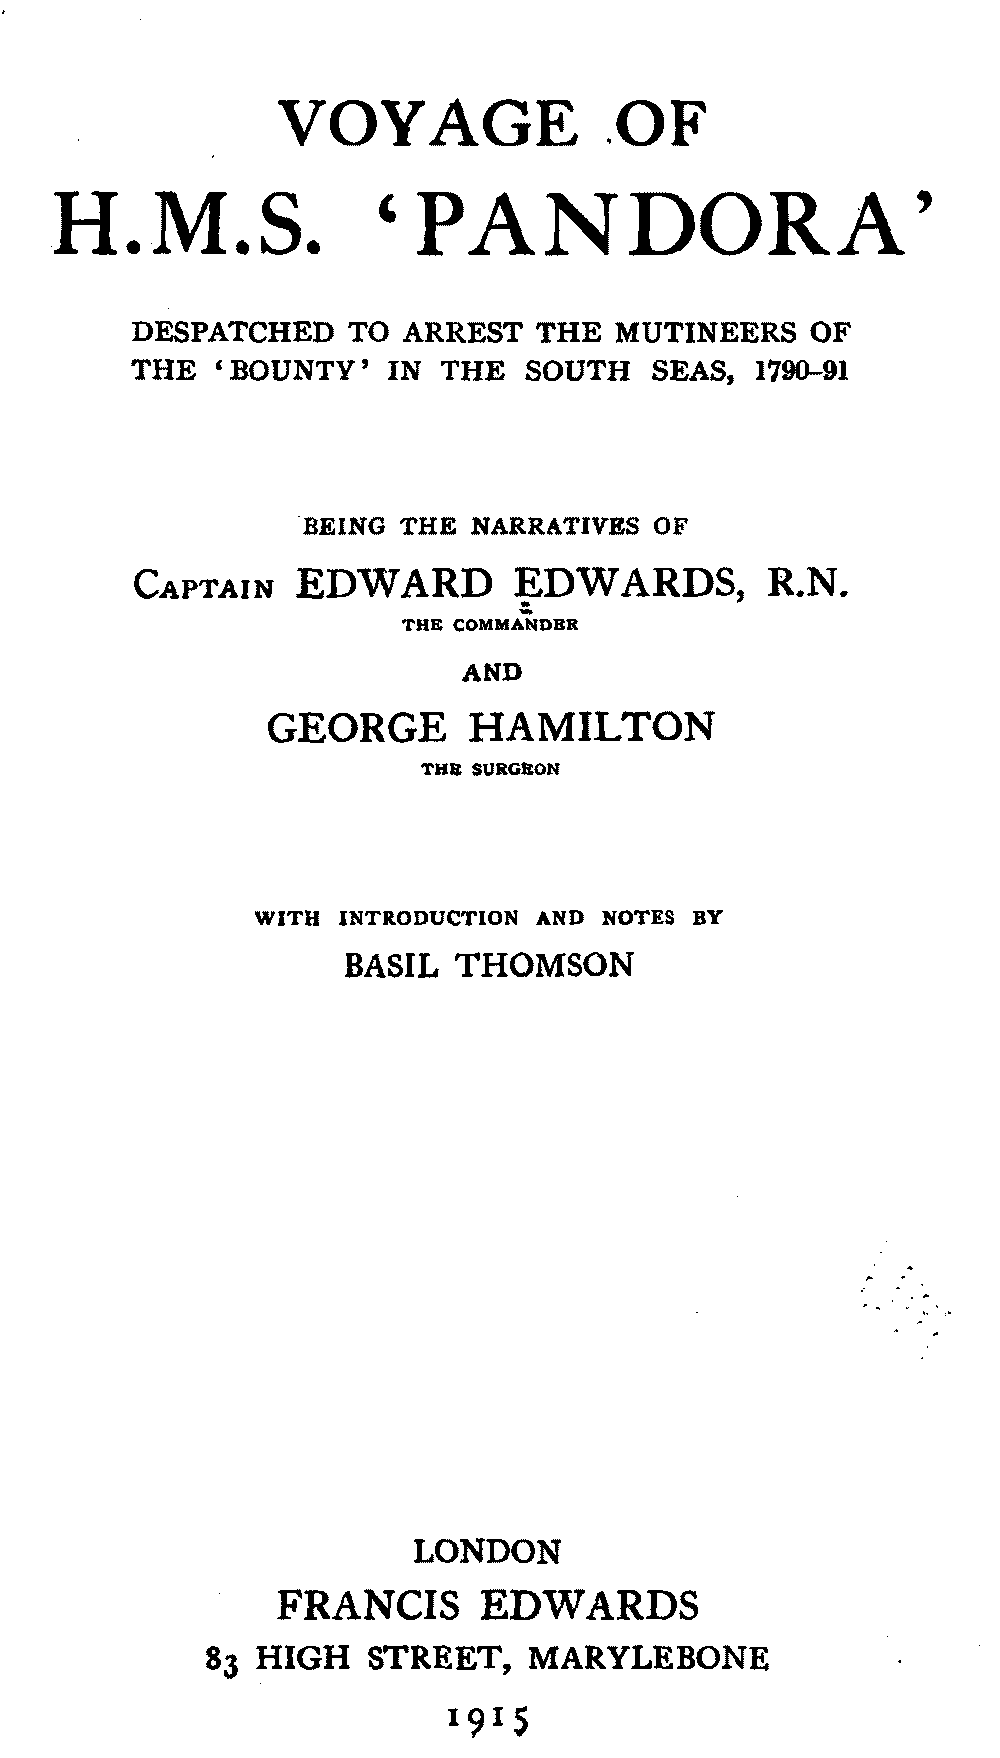 VOYAGE OF
H.M.S. ‘PANDORA’
DESPATCHED TO ARREST THE MUTINEERS OF
THE ‘BOUNTY’ IN THE SOUTH SEAS, 1790–91
BEING THE NARRATIVES OF
CAPTAIN EDWARD EDWARDS, R.N.
THE COMMANDER
AND
GEORGE HAMILTON
THE SURGEON
WITH INTRODUCTION AND NOTES BY
BASIL THOMSON
LONDON
FRANCIS EDWARDS
83 HIGH STREET, MARYLEBONE
1915